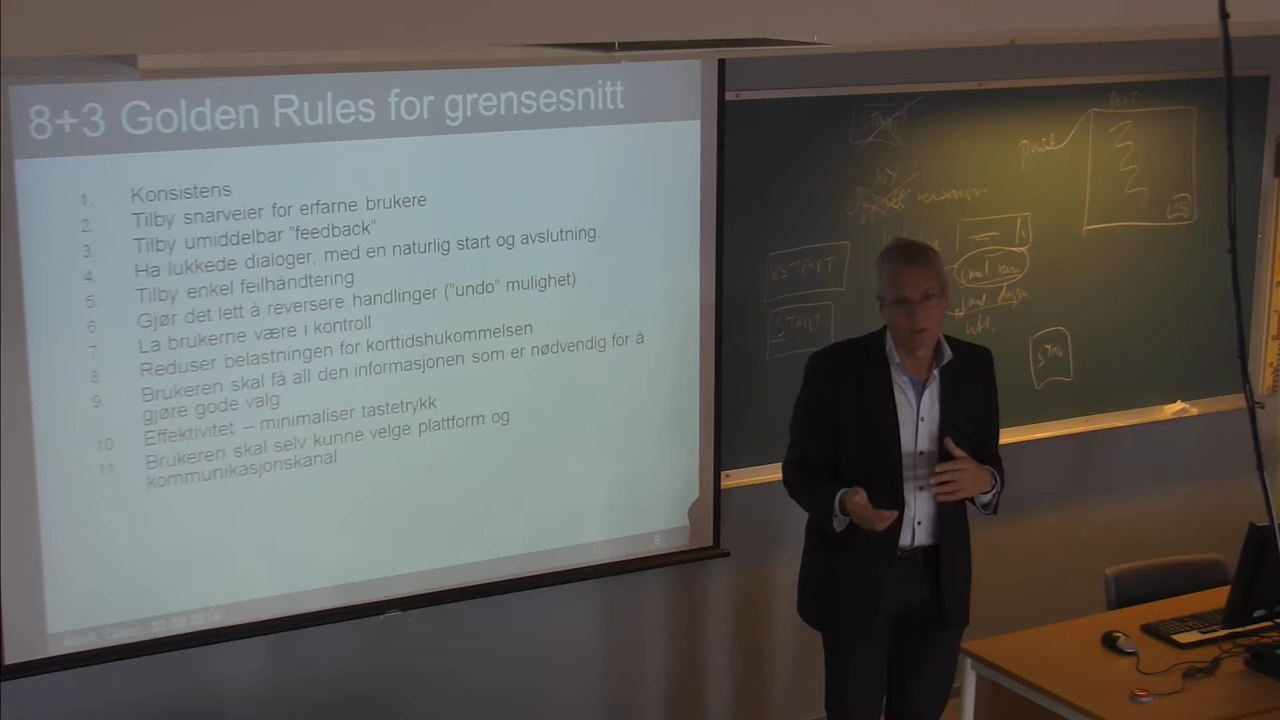 8+3 Golden Rules for grensesnitt
1. Konsistens
2. Tilby snarveier for erfarne brukere
3. Tilby umiddelbar "feedback"
4. Ha lukkede dialoger, med en naturlig start og avslutning.
5. Tilby enkel feilhåndtering
6. Gjør det lett å reversere handlinger ("undo" mulighet)
7. La brukerne være i kontroll
8. Reduser belastningen for korttidshukommelsen
9 Brukeren skal få all den informasjonen som er nødvendig for å
gjøre gode valg
10 Effektivitet – minimaliser tastetrykk
11 Brukeren skal selv kunne velge plattform og
kommunikasjonskanal
8
START
START